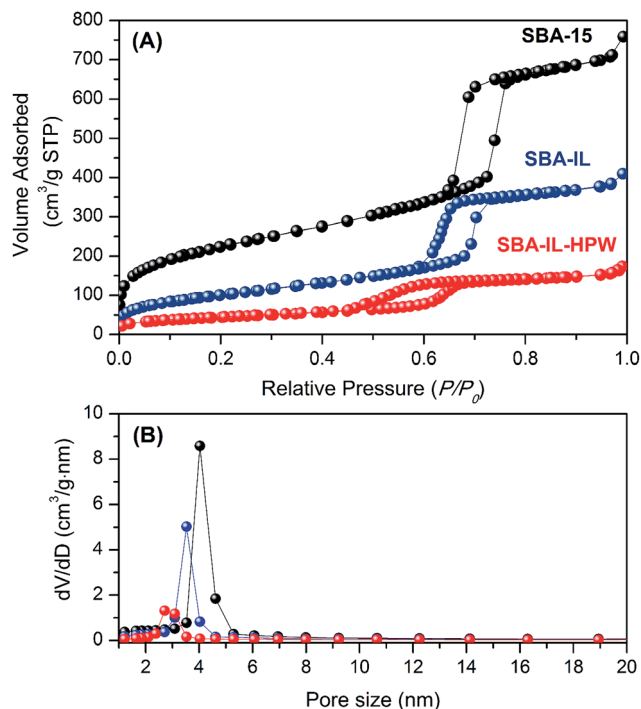 (A)
SBA-15
SBA-IL
SBA-IL-HPW
Volume Adsorbed
(cm³/g STP)
800
700
600
500
400
300
200
100
0
0.0 0.2 0.4 0.6 0.8 1.0
Relative Pressure (P/P₀)
(B)
dV/dD (cm³/g·nm)
10
8
6
4
2
0
2 4 6 8 10 12 14 16 18 20
Pore size (nm)